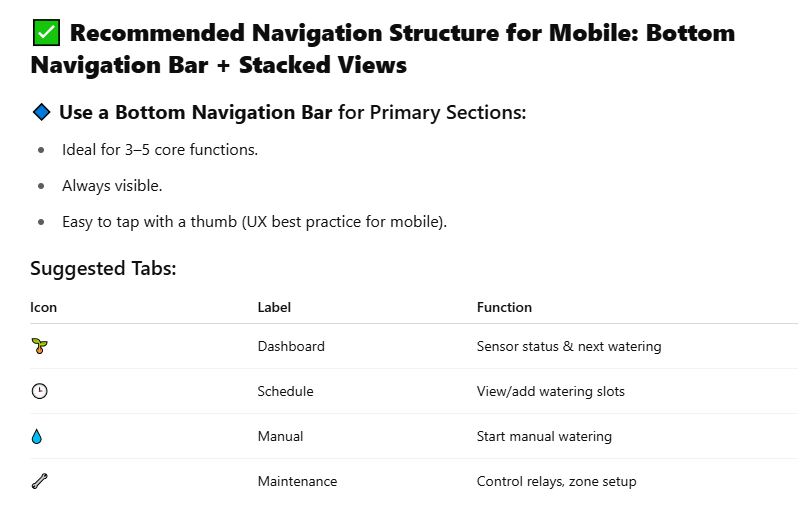 ✅ Recommended Navigation Structure for Mobile: Bottom
Navigation Bar + Stacked Views
🔷 Use a Bottom Navigation Bar for Primary Sections:
• Ideal for 3–5 core functions.
• Always visible.
• Easy to tap with a thumb (UX best practice for mobile).
Suggested Tabs:
Icon Label Function
🌱 Dashboard Sensor status & next watering
🕒 Schedule View/add watering slots
💧 Manual Start manual watering
🔧 Maintenance Control relays, zone setup